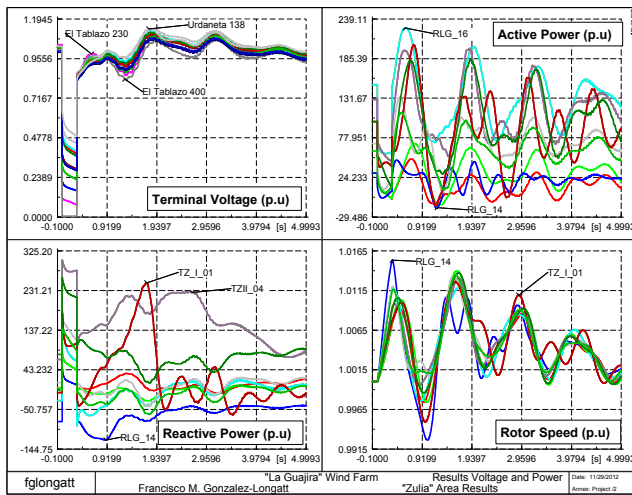 1.1946
0.9556
0.7167
0.4778
0.2389
0.0000
-0.1000 0.9199 1.9397 2.9596 3.9794 [s] 4.9993
El Tablazo 230
Urdaneta 138
El Tablazo 400
Terminal Voltage (p.u)
239.11
185.39
131.67
77.951
24.233
-29.486
-0.1000 0.9199 1.9397 2.9596 3.9794 [s] 4.9993
RLG_16
Active Power (p.u)
RLG_14
325.20
231.21
137.22
43.232
-50.757
-144.75
-0.1000 0.9199 1.9397 2.9596 3.9794 [s] 4.9993
TZ_I_01
TZII_04
RLG_14
Reactive Power (p.u)
1.0165
1.0115
1.0065
1.0015
0.9965
0.9915
-0.1000 0.9199 1.9397 2.9596 3.9794 [s] 4.9993
RLG_14
TZ_I_01
Rotor Speed (p.u)
fglongatt
"La Guajira" Wind Farm
Francisco M. Gonzalez-Longatt
Results Voltage and Power
"Zulia" Area Results
Date: 11/29/2012
Annex: Project /2